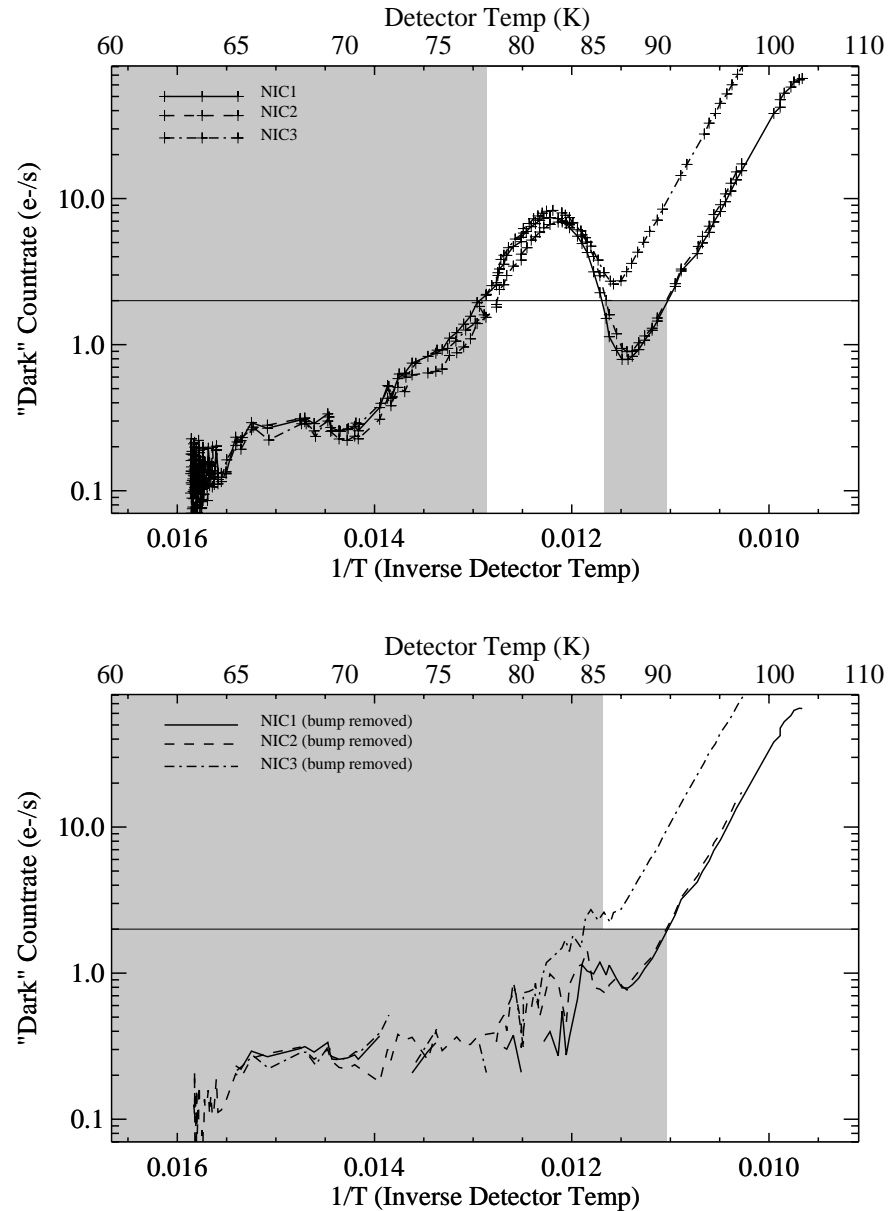 Detector Temp (K)
60 65 70 75 80 85 90 100 110
NIC1
NIC2
NIC3
"Dark" Countrate (e-/s)
10.0
1.0
0.1
0.016 0.014 0.012 0.010
1/T (Inverse Detector Temp)
Detector Temp (K)
60 65 70 75 80 85 90 100 110
NIC1 (bump removed)
NIC2 (bump removed)
NIC3 (bump removed)
"Dark" Countrate (e-/s)
10.0
1.0
0.1
0.016 0.014 0.012 0.010
1/T (Inverse Detector Temp)